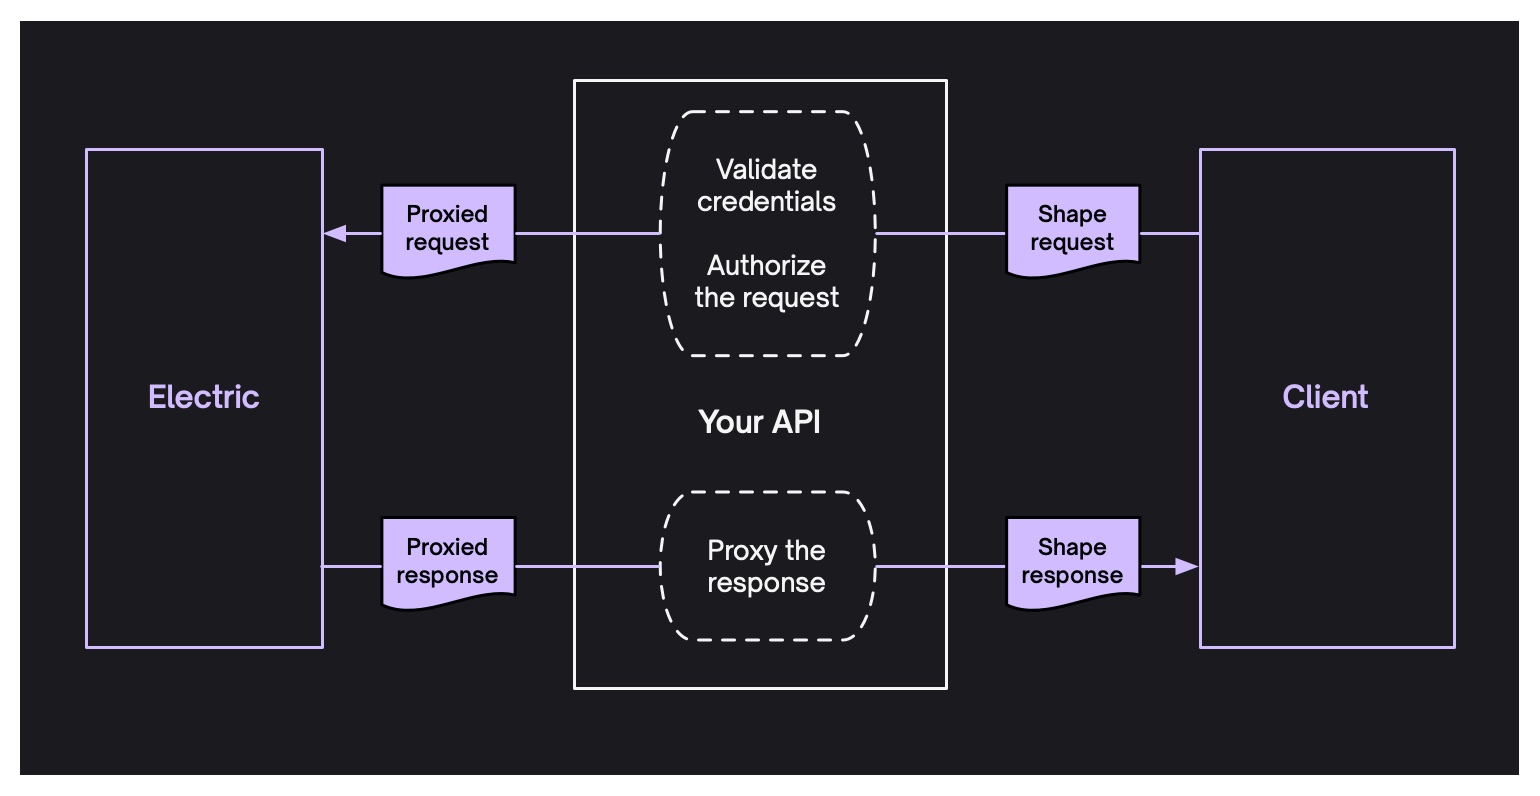 Validate
credentials
Authorize
the request
Proxied
request
Shape
request
Electric
Your API
Client
Proxied
response
Proxy the
response
Shape
response